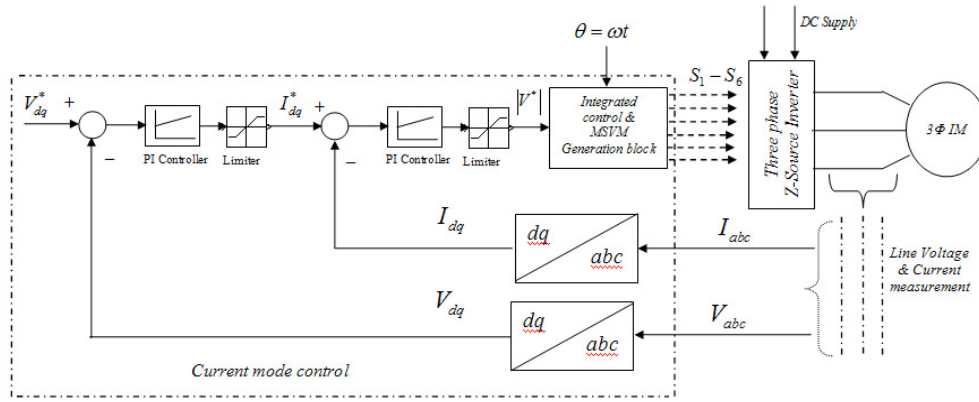 DC Supply
θ = ωt
V*dq
+
−
PI Controller
Limiter
I*dq
+
−
PI Controller
Limiter
|V*|
Integrated
control &
MSVM
Generation block
S1 − S6
Three phase
Z-Source Inverter
3Φ IM
Idq
dq
abc
Iabc
Line Voltage
& Current
measurement
Vdq
dq
abc
Vabc
Current mode control